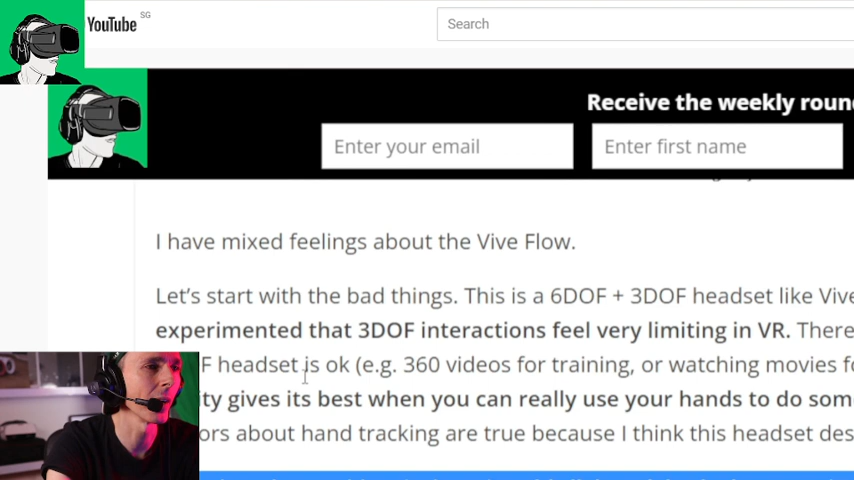 YouTube SG
Search
Receive the weekly roun
Enter your email
Enter first name
I have mixed feelings about the Vive Flow.
Let's start with the bad things. This is a 6DOF + 3DOF headset like Vive
experimented that 3DOF interactions feel very limiting in VR. There
F headset is ok (e.g. 360 videos for training, or watching movies fo
ity gives its best when you can really use your hands to do som
ors about hand tracking are true because I think this headset des